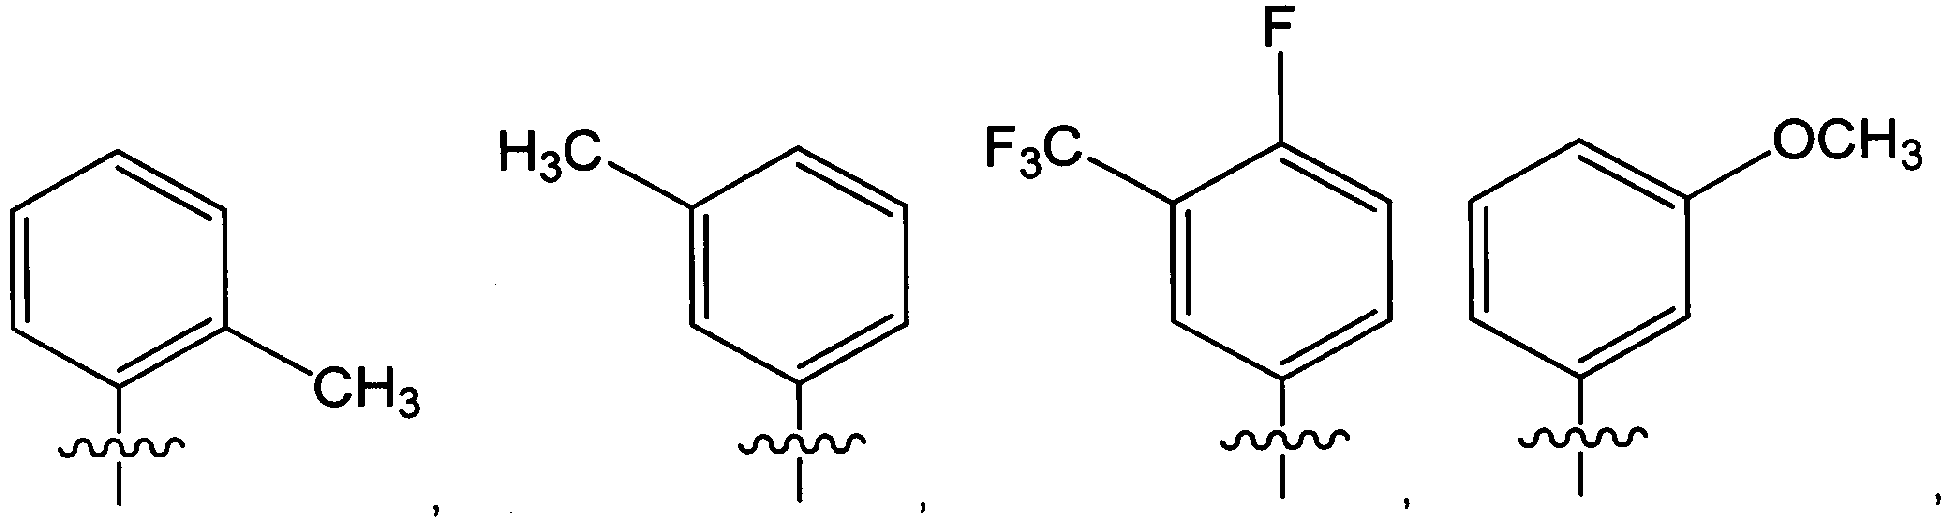 F
H3C
F3C
OCH3
CH3
, , , ,